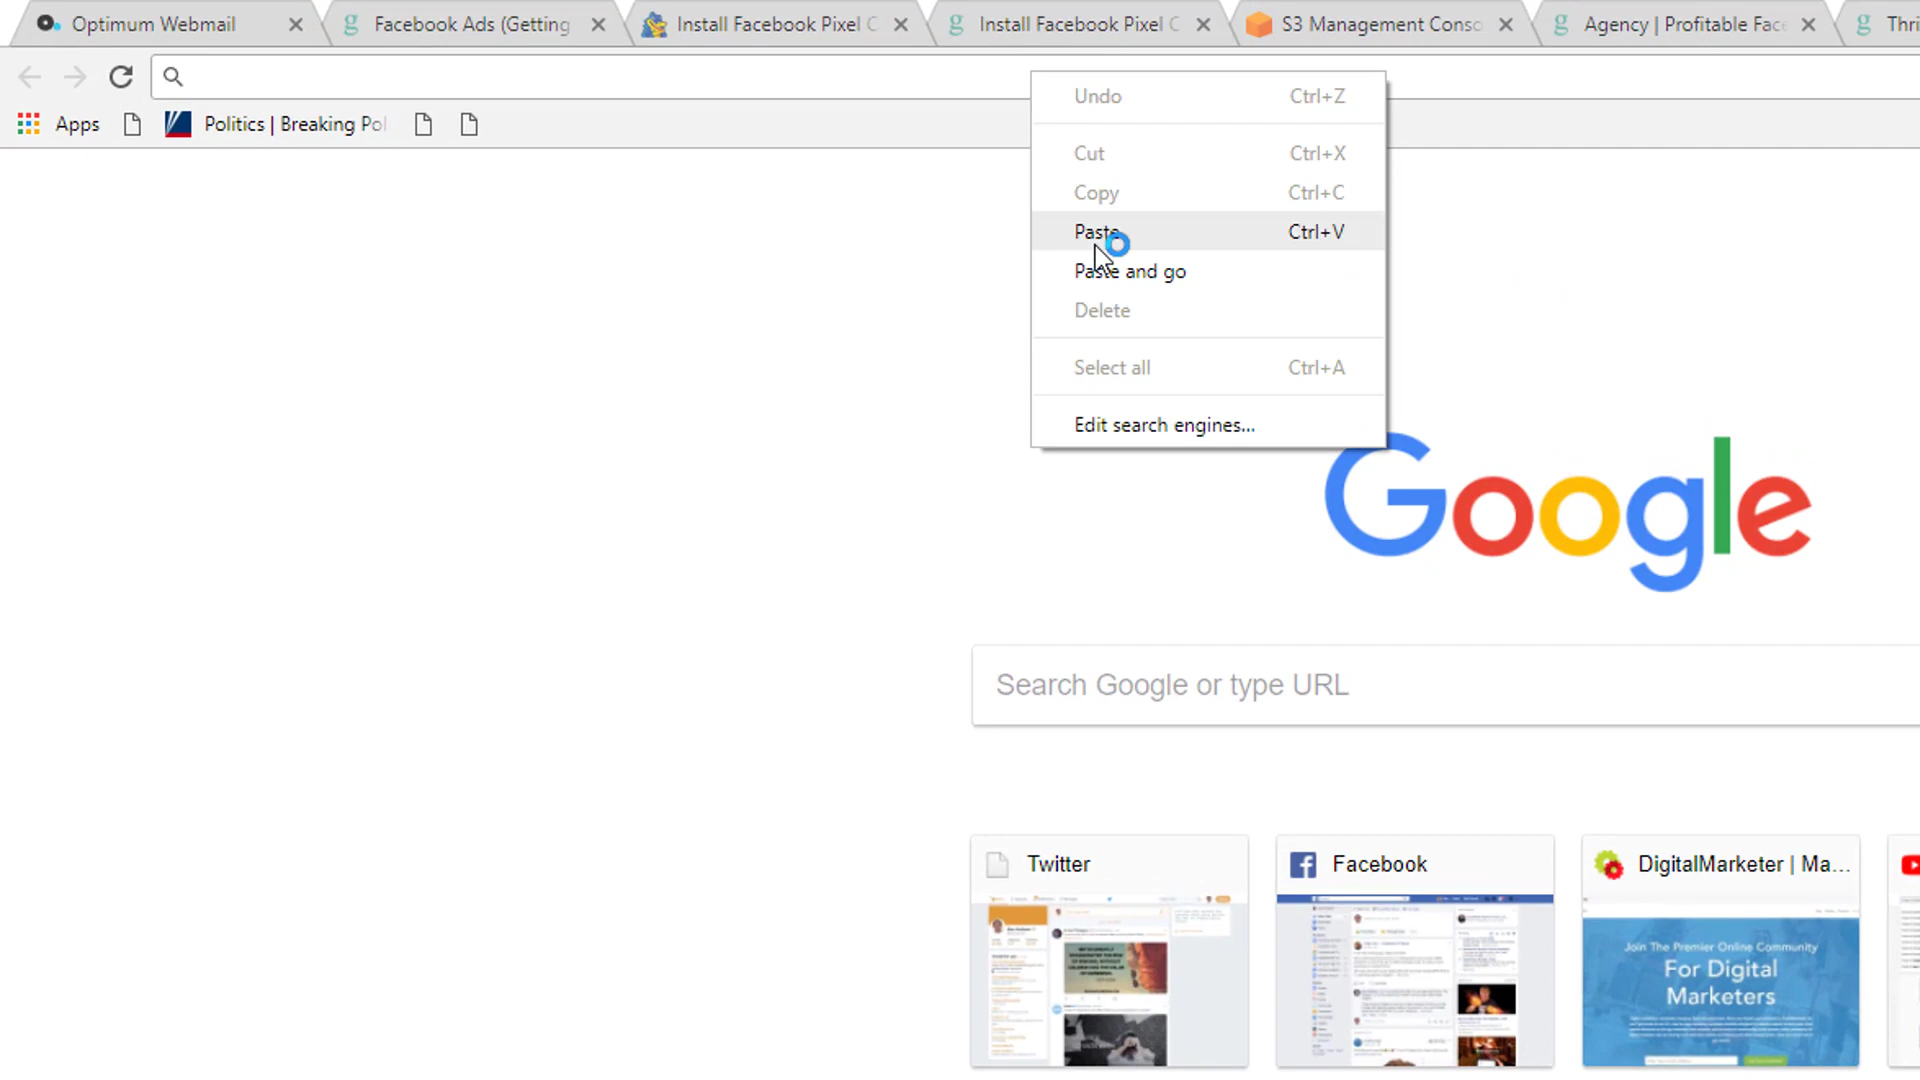 Optimum Webmail
Facebook Ads (Getting
Install Facebook Pixel C
Install Facebook Pixel C
S3 Management Conso
Agency | Profitable Face
Thri
Apps
Politics | Breaking Pol
Undo Ctrl+Z
Cut Ctrl+X
Copy Ctrl+C
Paste Ctrl+V
Paste and go
Delete
Select all Ctrl+A
Edit search engines...
Google
Search Google or type URL
Twitter
Facebook
DigitalMarketer | Ma...
Join The Premier Online Community
For Digital
Marketers